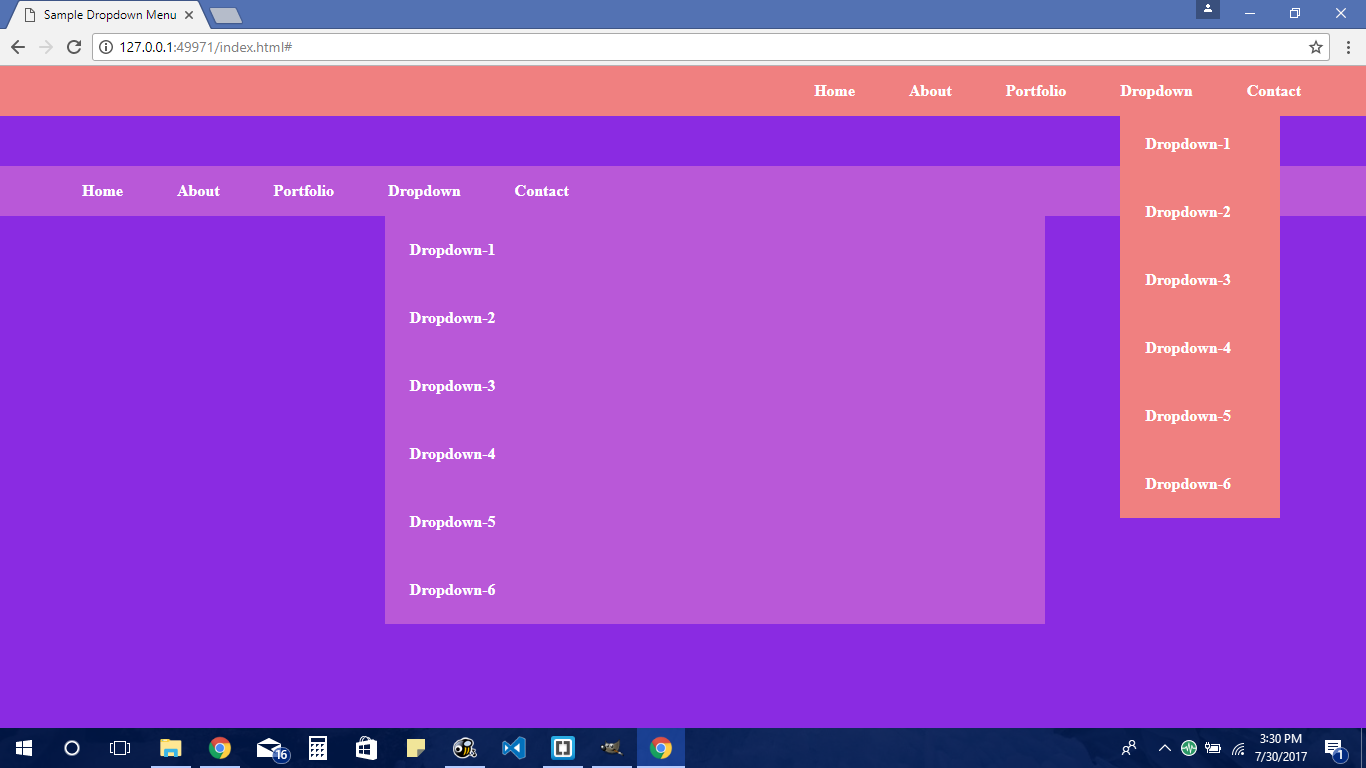 Sample Dropdown Menu
127.0.0.1:49971/index.html#
Home About Portfolio Dropdown Contact
Dropdown-1
Dropdown-2
Dropdown-3
Dropdown-4
Dropdown-5
Dropdown-6
Home About Portfolio Dropdown Contact
Dropdown-1
Dropdown-2
Dropdown-3
Dropdown-4
Dropdown-5
Dropdown-6
16
3:30 PM
7/30/2017
1